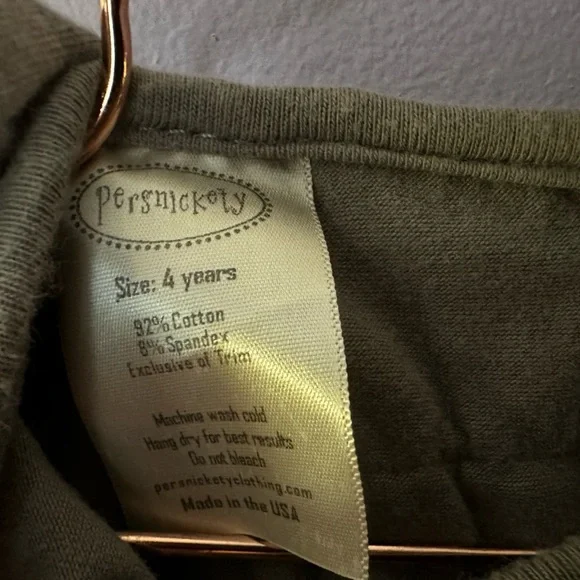 persnickety
Size: 4 years
92% Cotton
8% Spandex
Exclusive of Trim
Machine wash cold
Hang dry for best results
Do not bleach
persnicketyclothing.com
Made in the USA